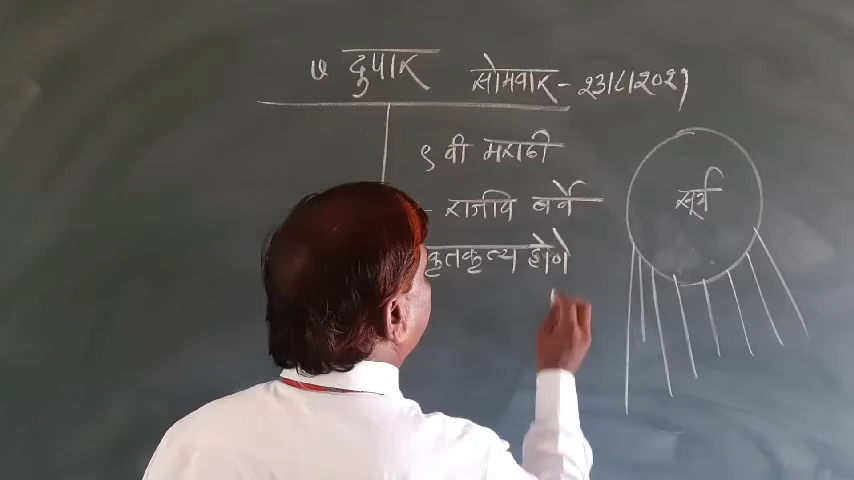 ७ दुपार सोमवार - २३।८।२०२१
९ वी मराठी
- राजीव बर्वे
कृतकृत्य होणे
सूर्य